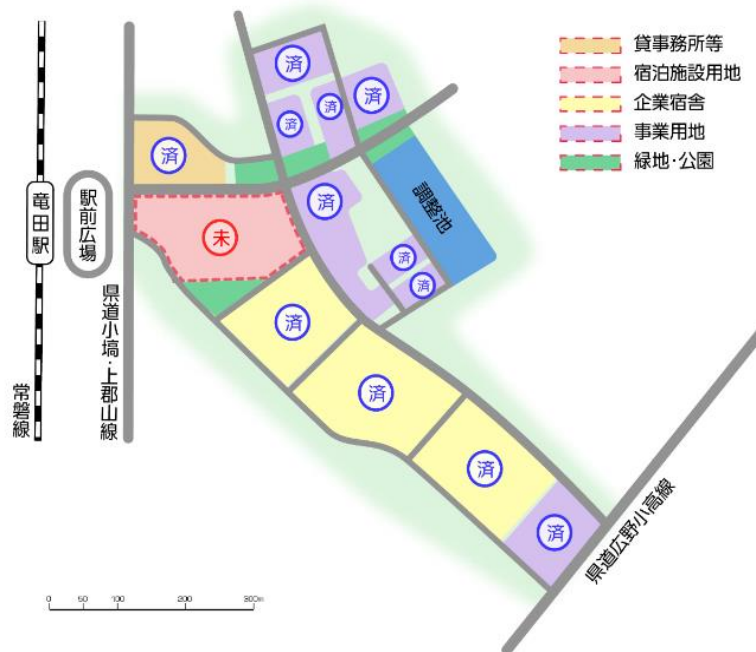 貸事務所等
宿泊施設用地
企業宿舎
事業用地
緑地・公園
済
済
済
済
済
済
未
済
済
済
済
済
済
調整池
竜田駅
駅前広場
県道小塙・上郡山線
常磐線
県道広野小高線
0 50 100 200 300m
済